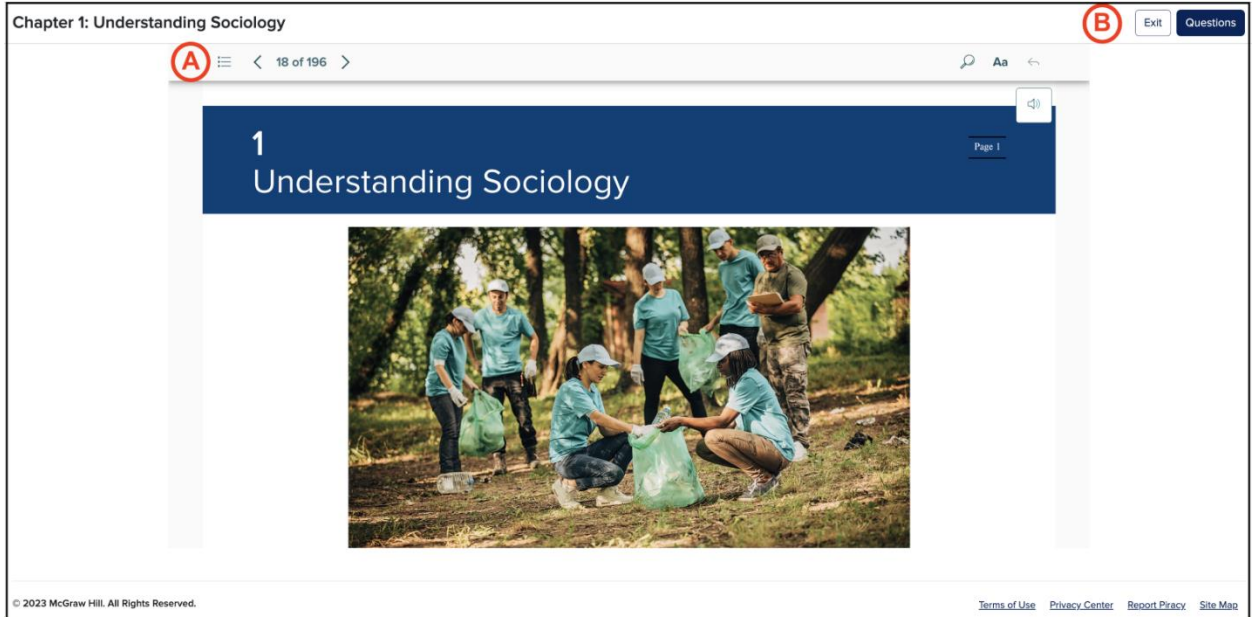 Chapter 1: Understanding Sociology
B
Exit
Questions
A
18 of 196
Aa
1
Page 1
Understanding Sociology
© 2023 McGraw Hill. All Rights Reserved.
Terms of Use Privacy Center Report Piracy Site Map